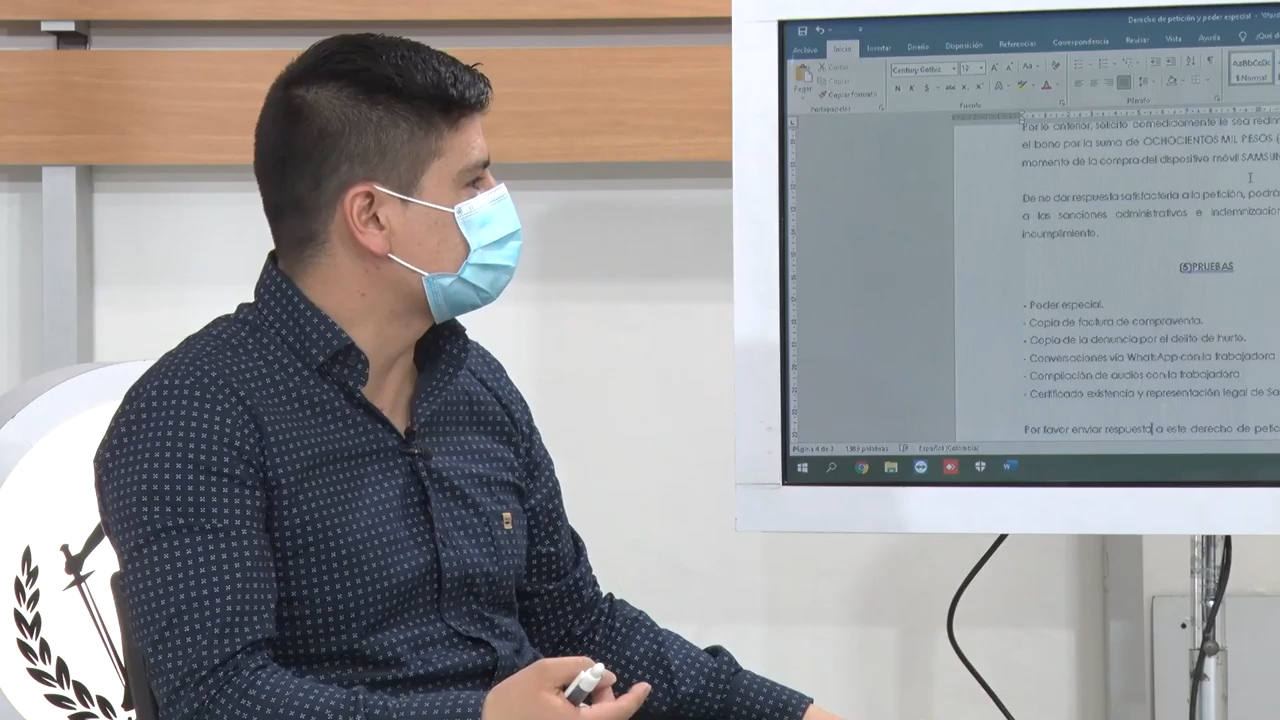 Derecho de petición y poder especial - Word
Archivo Inicio Insertar Diseño Disposición Referencias Correspondencia Revisar Vista Ayuda ¿Qué d
Cortar
Copiar
Pegar
Copiar formato
Portapapeles
Century Gothic 12
N K S
Fuente
Párrafo
AaBbCcDc
¶ Normal
Por lo anterior, solicito comedidamente le sea redim
el bono por la suma de OCHOCIENTOS MIL PESOS (
momento de la compra del dispositivo móvil SAMSUN
De no dar respuesta satisfactoria a la petición, podrá
a las sanciones administrativas e indemnizacion
incumplimiento.
(5)PRUEBAS
- Poder especial.
- Copia de factura de compraventa.
- Copia de la denuncia por el delito de hurto.
- Conversaciones vía WhatsApp con la trabajadora
- Compilación de audios con la trabajadora
- Certificado existencia y representación legal de Sa
Por favor enviar respuesta a este derecho de petic
Español (Colombia)